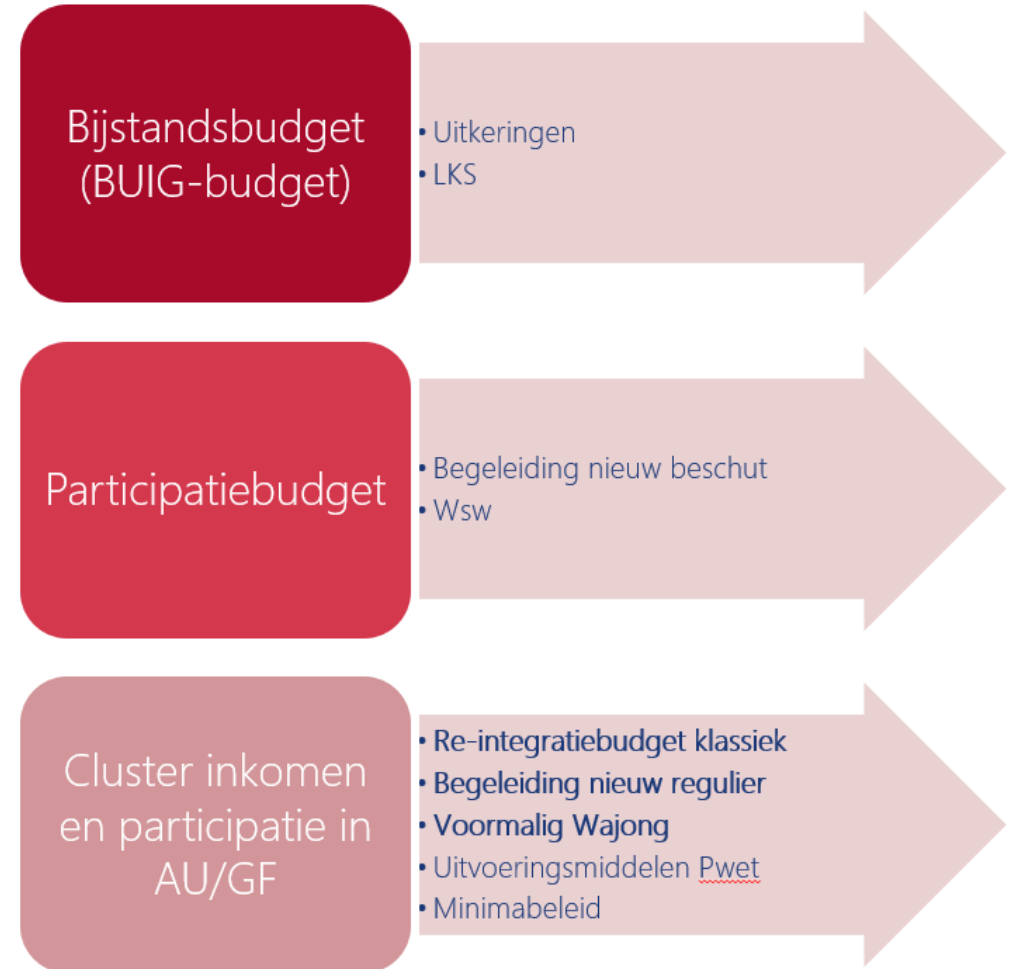 Bijstandsbudget
(BUIG-budget)
• Uitkeringen
• LKS
Participatiebudget
• Begeleiding nieuw beschut
• Wsw
Cluster inkomen
en participatie in
AU/GF
• Re-integratiebudget klassiek
• Begeleiding nieuw regulier
• Voormalig Wajong
• Uitvoeringsmiddelen Pwet
• Minimabeleid